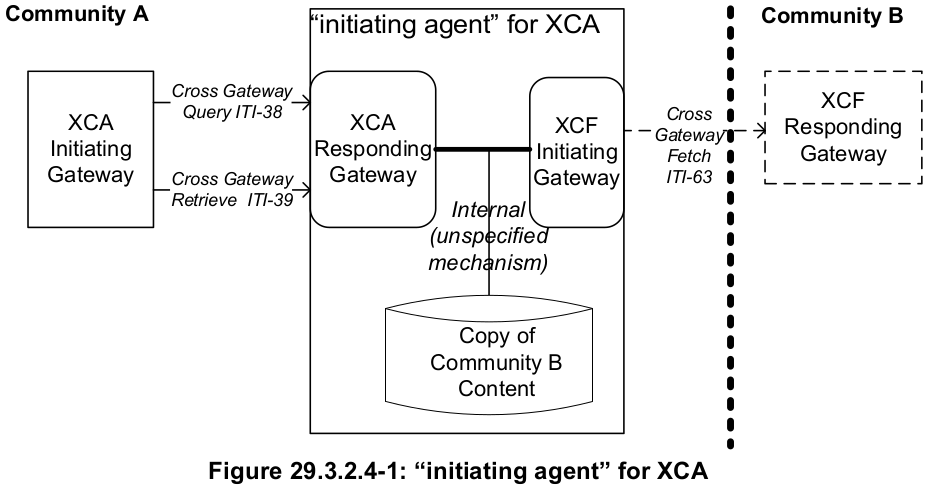 Community A
“initiating agent” for XCA
Community B
XCA
Initiating
Gateway
Cross Gateway
Query ITI-38
Cross Gateway
Retrieve ITI-39
XCA
Responding
Gateway
XCF
Initiating
Gateway
Cross
Gateway
Fetch
ITI-63
XCF
Responding
Gateway
Internal
(unspecified
mechanism)
Copy of
Community B
Content
Figure 29.3.2.4-1: “initiating agent” for XCA